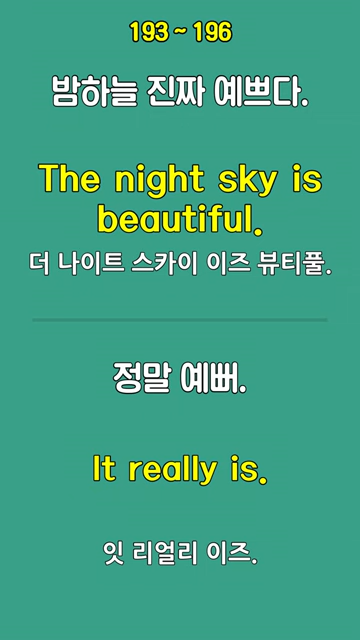 193 ~ 196
밤하늘 진짜 예쁘다.
The night sky is
beautiful.
더 나이트 스카이 이즈 뷰티풀.
정말 예뻐.
It really is.
잇 리얼리 이즈.